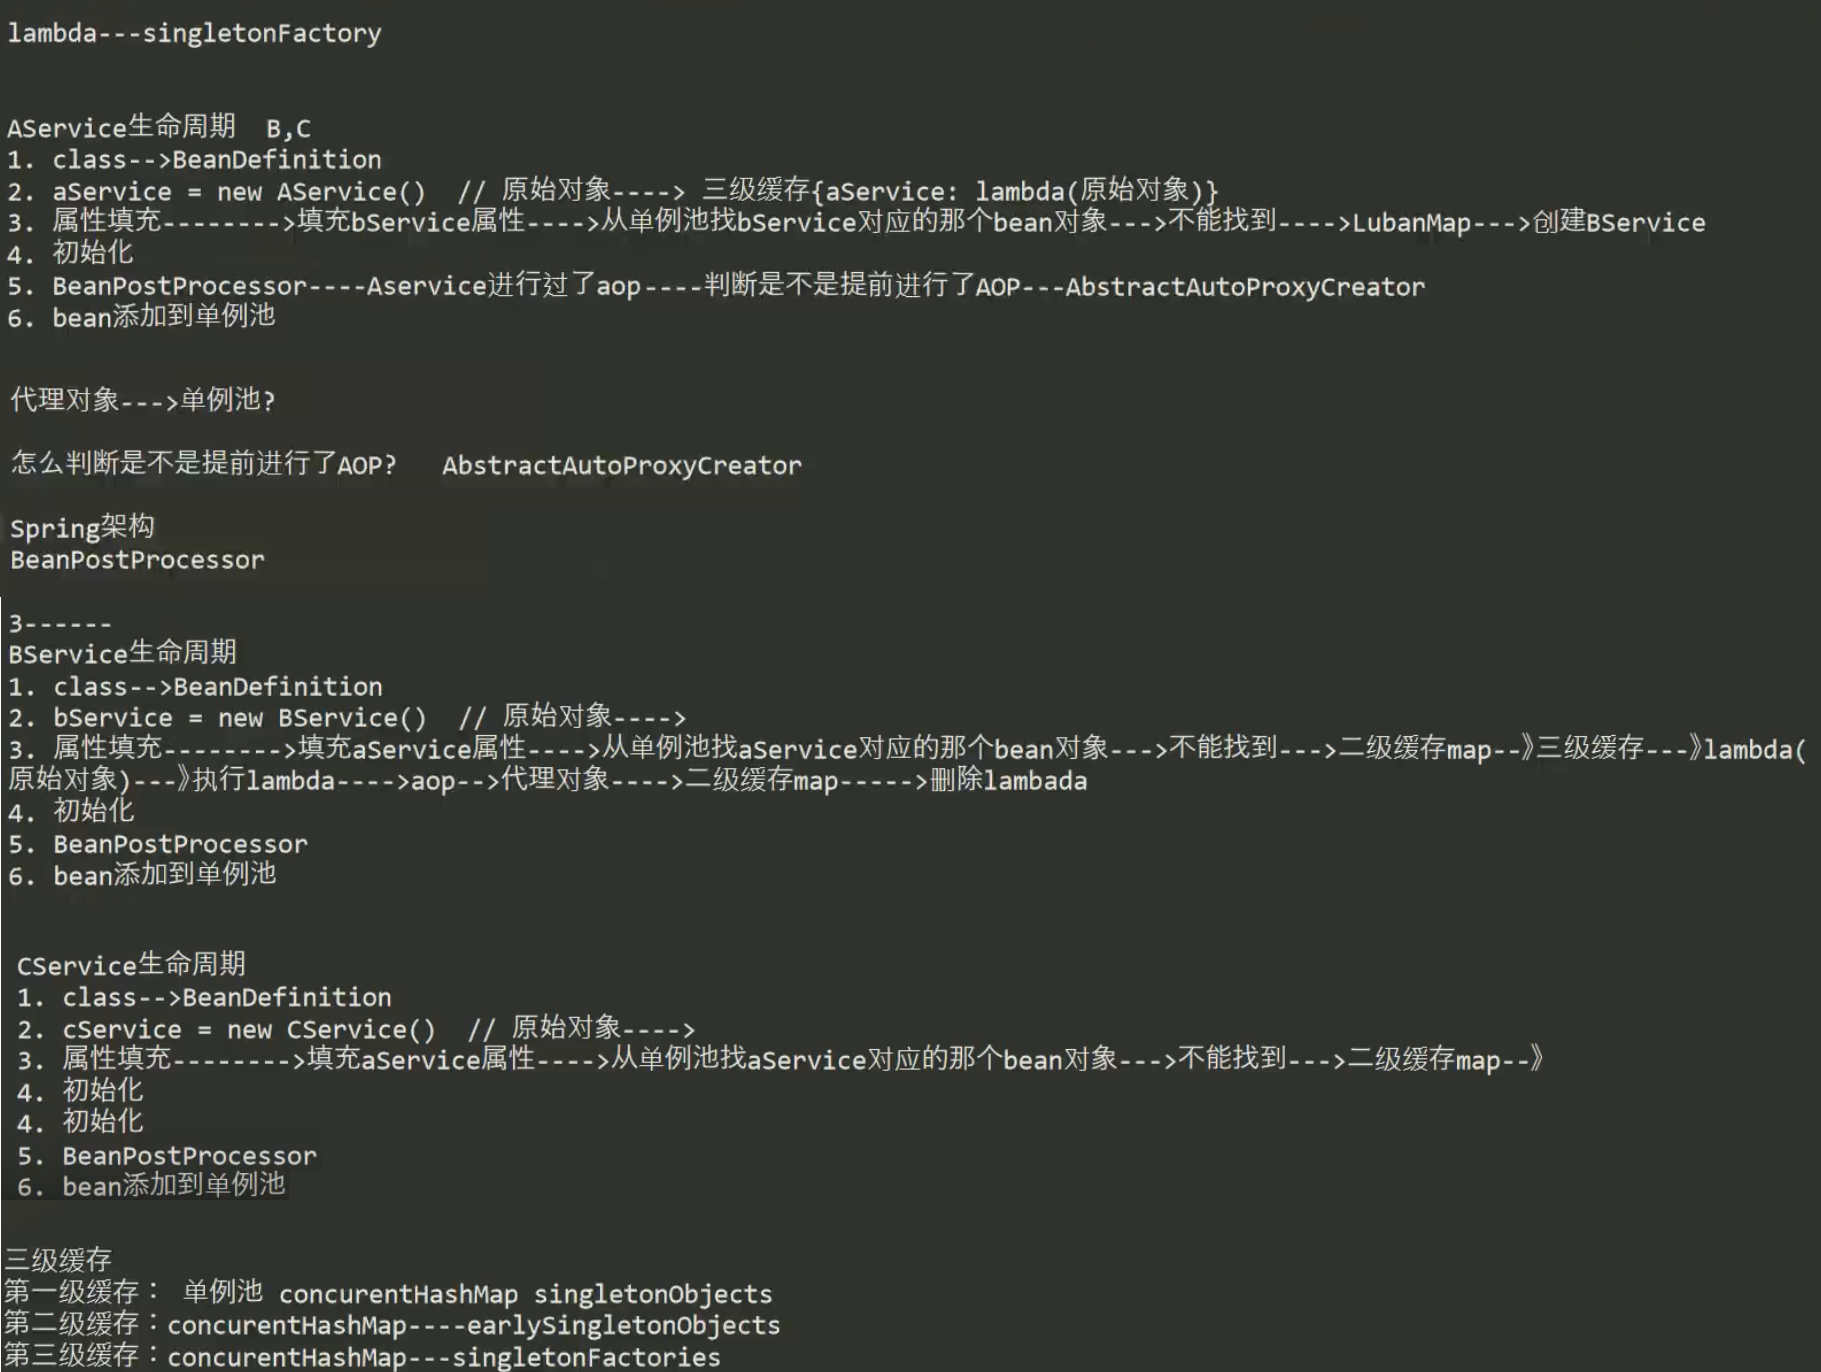 lambda---singletonFactory
AService生命周期  B,C
1. class-->BeanDefinition
2. aService = new AService()  // 原始对象----> 三级缓存{aService: lambda(原始对象)}
3. 属性填充-------->填充bService属性---->从单例池找bService对应的那个bean对象--->不能找到---->LubanMap--->创建BService
4. 初始化
5. BeanPostProcessor----Aservice进行过了aop----判断是不是提前进行了AOP---AbstractAutoProxyCreator
6. bean添加到单例池
代理对象--->单例池?
怎么判断是不是提前进行了AOP?   AbstractAutoProxyCreator
Spring架构
BeanPostProcessor
3------
BService生命周期
1. class-->BeanDefinition
2. bService = new BService()  // 原始对象---->
3. 属性填充-------->填充aService属性---->从单例池找aService对应的那个bean对象--->不能找到--->二级缓存map--》三级缓存---》lambda(
原始对象)---》执行lambda---->aop-->代理对象---->二级缓存map----->删除lambada
4. 初始化
5. BeanPostProcessor
6. bean添加到单例池
CService生命周期
1. class-->BeanDefinition
2. cService = new CService()  // 原始对象---->
3. 属性填充-------->填充aService属性---->从单例池找aService对应的那个bean对象--->不能找到--->二级缓存map--》
4. 初始化
4. 初始化
5. BeanPostProcessor
6. bean添加到单例池
三级缓存
第一级缓存： 单例池 concurentHashMap singletonObjects
第二级缓存：concurentHashMap----earlySingletonObjects
第三级缓存：concurentHashMap---singletonFactories